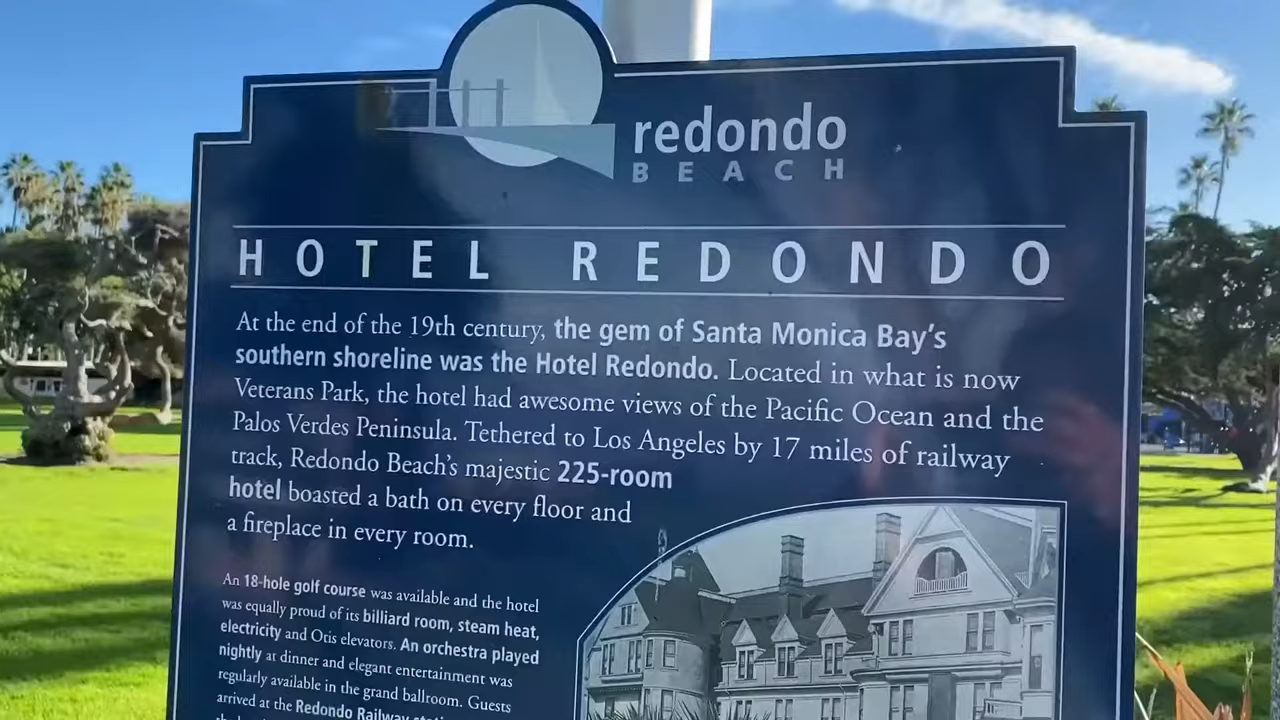 redondo
BEACH
HOTEL REDONDO
At the end of the 19th century, the gem of Santa Monica Bay's
southern shoreline was the Hotel Redondo. Located in what is now
Veterans Park, the hotel had awesome views of the Pacific Ocean and the
Palos Verdes Peninsula. Tethered to Los Angeles by 17 miles of railway
track, Redondo Beach's majestic 225-room
hotel boasted a bath on every floor and
a fireplace in every room.
An 18-hole golf course was available and the hotel
was equally proud of its billiard room, steam heat,
electricity and Otis elevators. An orchestra played
nightly at dinner and elegant entertainment was
regularly available in the grand ballroom. Guests
arrived at the Redondo Railway